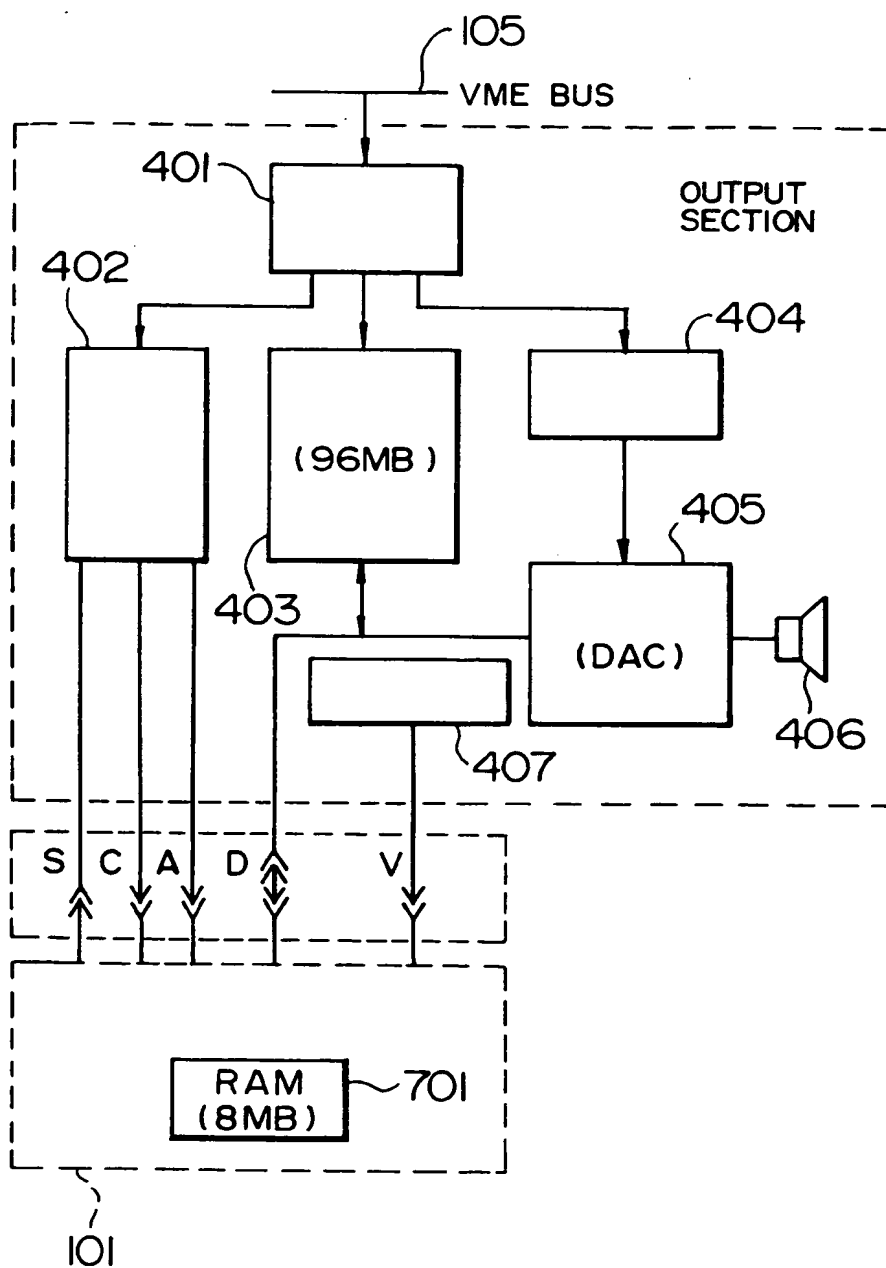 105
VME BUS
401
OUTPUT
SECTION
402
404
(96MB)
405
403
(DAC)
406
407
S C A D V
RAM
(8MB)
701
101